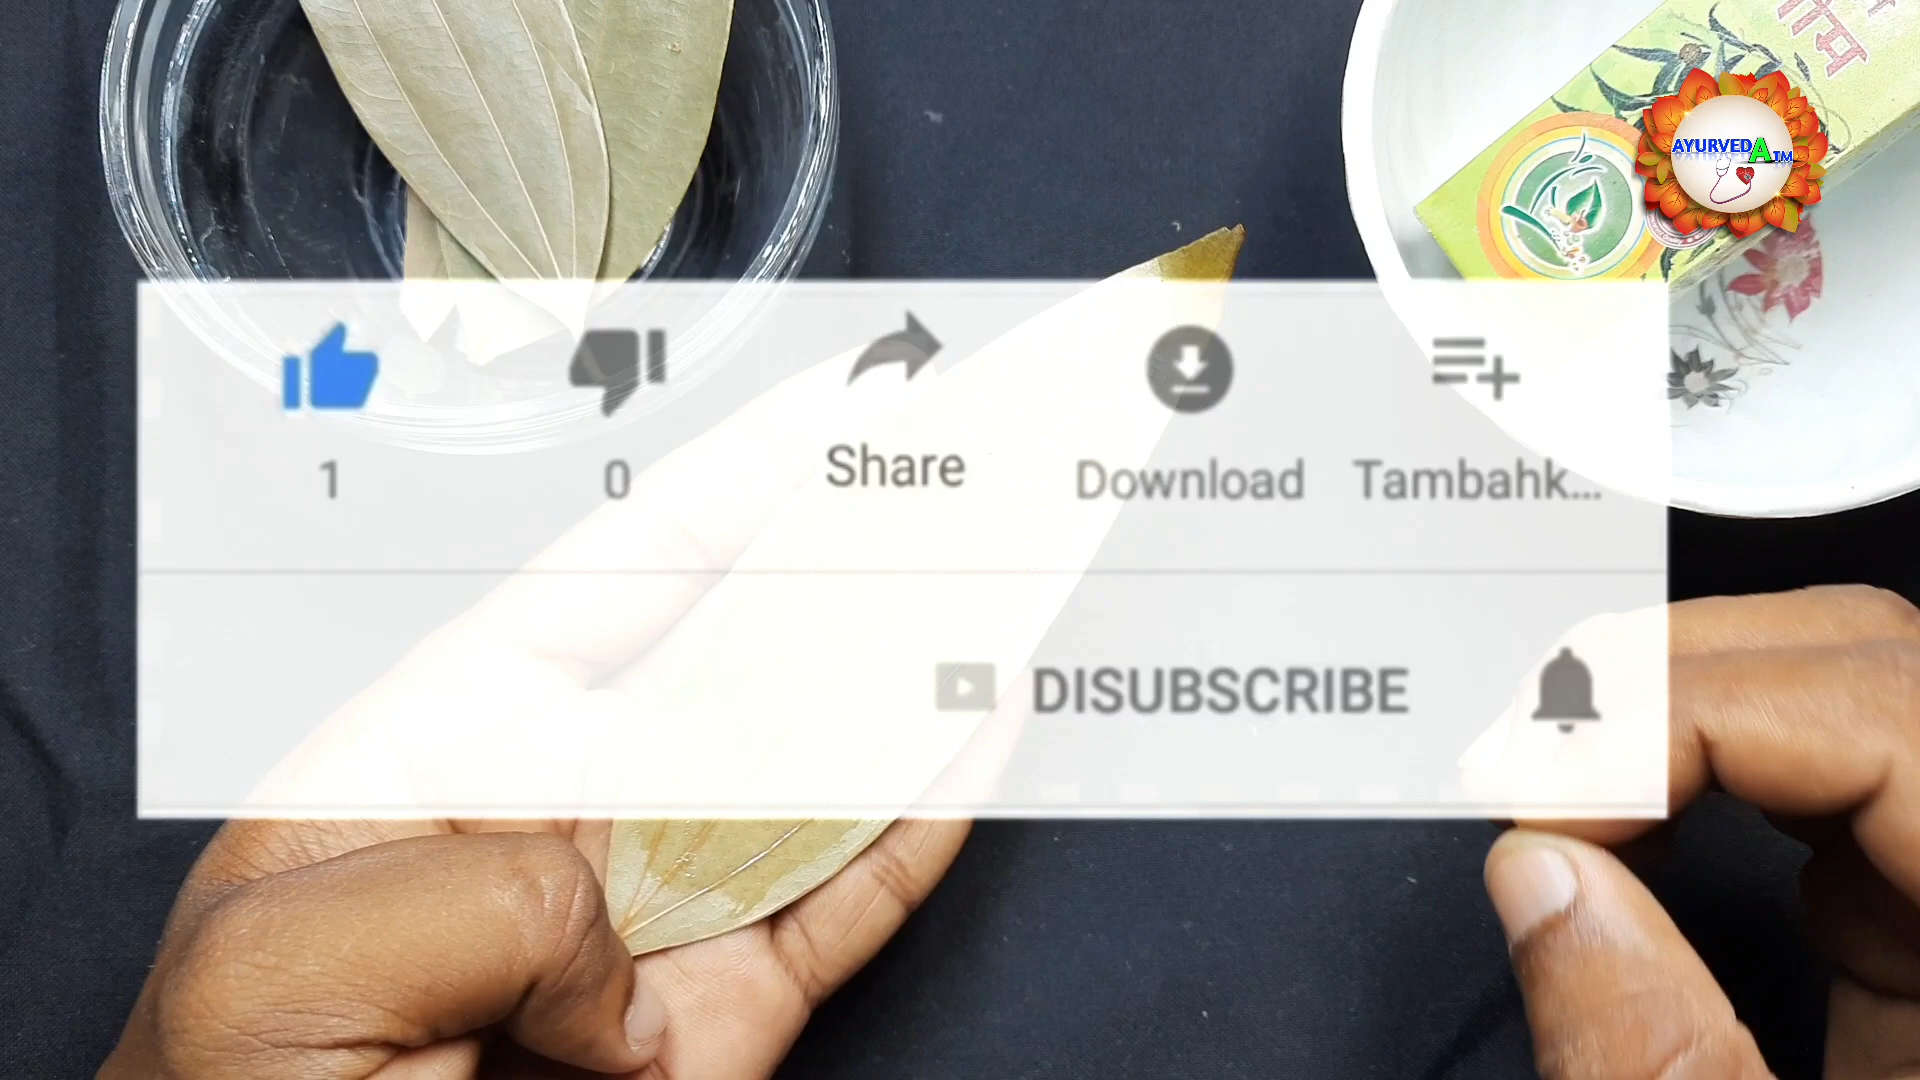 AYURVEDA TM
1
0
Share
Download
Tambahk...
DISUBSCRIBE